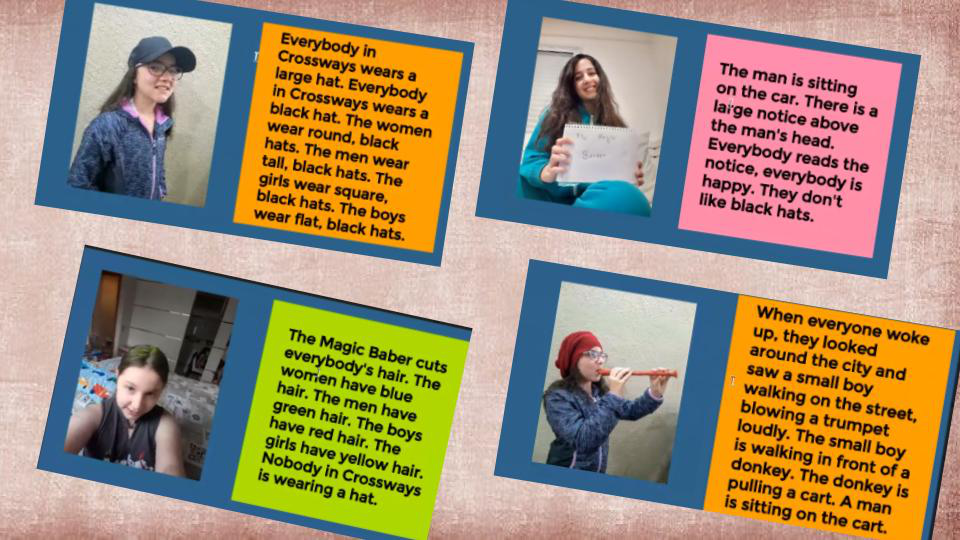 Everybody in
Crossways wears a
large hat. Everybody
in Crossways wears a
black hat. The women
wear round, black
hats. The men wear
tall, black hats. The
girls wear square,
black hats. The boys
wear flat, black hats.
The man is sitting
on the car. There is a
large notice above
the man's head.
Everybody reads the
notice, everybody is
happy. They don't
like black hats.
The Magic
Barber
The Magic Baber cuts
everybody's hair. The
women have blue
hair. The men have
green hair. The boys
have red hair. The
girls have yellow hair.
Nobody in Crossways
is wearing a hat.
When everyone woke
up, they looked
around the city and
saw a small boy
walking on the street,
blowing a trumpet
loudly. The small boy
is walking in front of a
donkey. The donkey is
pulling a cart. A man
is sitting on the cart.